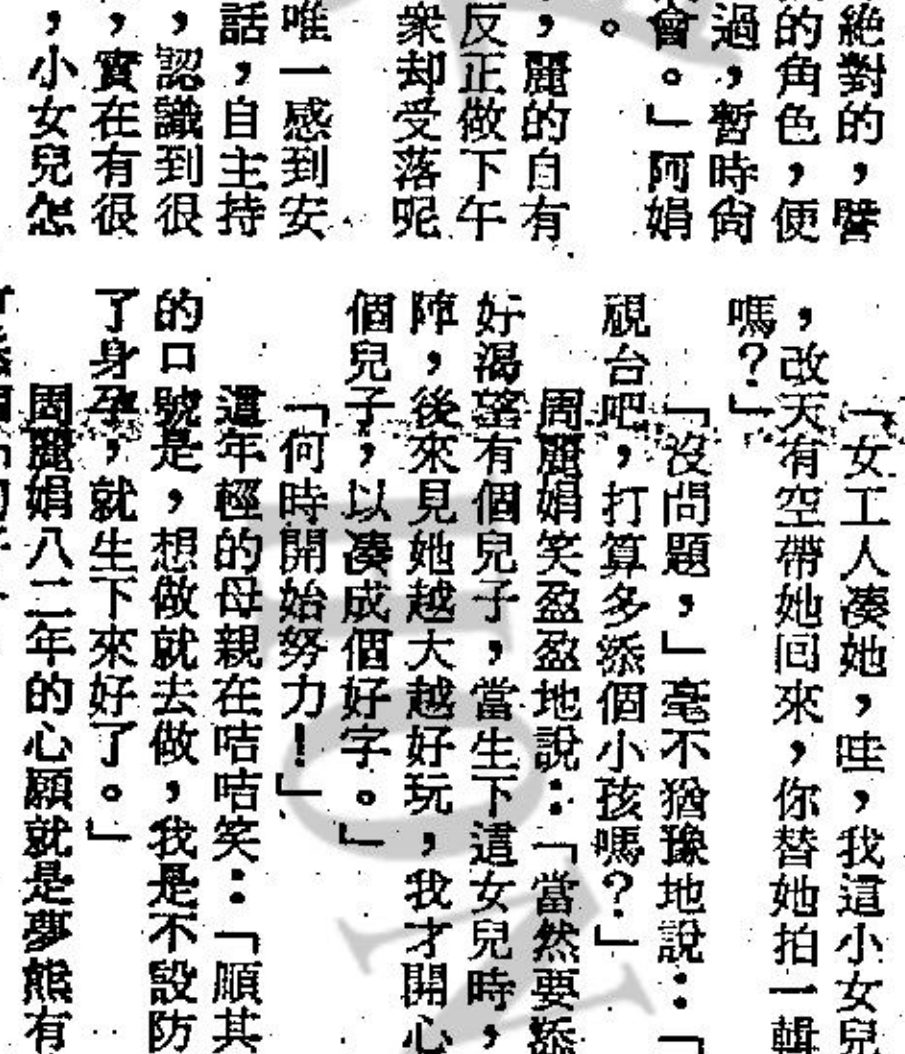 絕對的，譬
的角色，便
過，暫時尙
會。」阿娟
。
，麗的自有
反正做下午
衆却受落呢
唯一感到安
話，自主持
，認識到很
，實在有很
，小女兒怎
「女工人湊她，哇，我這小女兒
，改天有空帶她回來，你替她拍一輯
嗎？」
「沒問題，」毫不猶豫地說：「
視台吧，打算多添個小孩嗎？」
周麗娟笑盈盈地說：「當然要添
好渴望有個兒子，當生下這女兒時，
陣，後來見她越大越好玩，我才開心
個兒子，以湊成個好字。」
「何時開始努力！」
這年輕的母親在咭咭笑：「順其
的口號是，想做就去做，我是不設防
了身孕，就生下來好了。」
周麗娟八二年的心願就是夢熊有